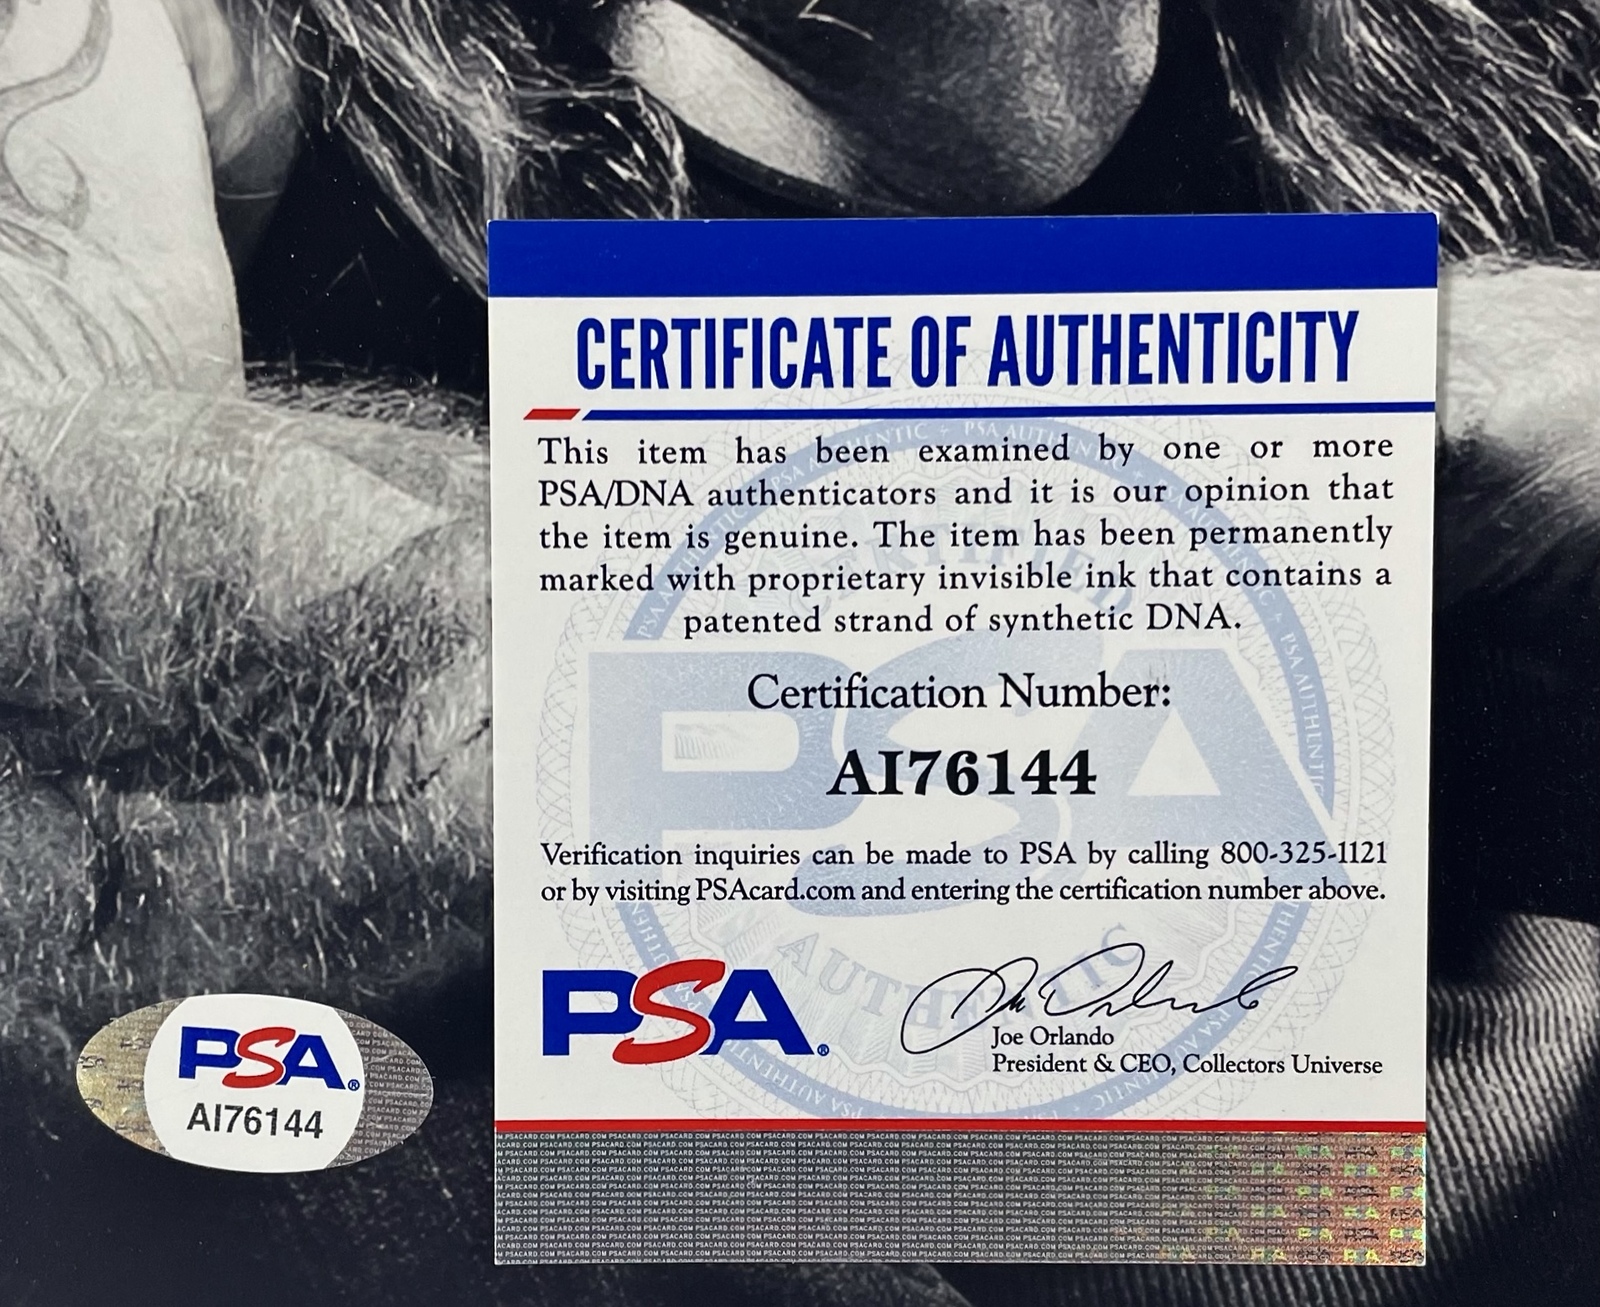 CERTIFICATE OF AUTHENTICITY
This item has been examined by one or more
PSA/DNA authenticators and it is our opinion that
the item is genuine. The item has been permanently
marked with proprietary invisible ink that contains a
patented strand of synthetic DNA.
Certification Number:
AI76144
Verification inquiries can be made to PSA by calling 800-325-1121
or by visiting PSAcard.com and entering the certification number above.
PSA®
Joe Orlando
Joe Orlando
President & CEO, Collectors Universe
PSA®
AI76144